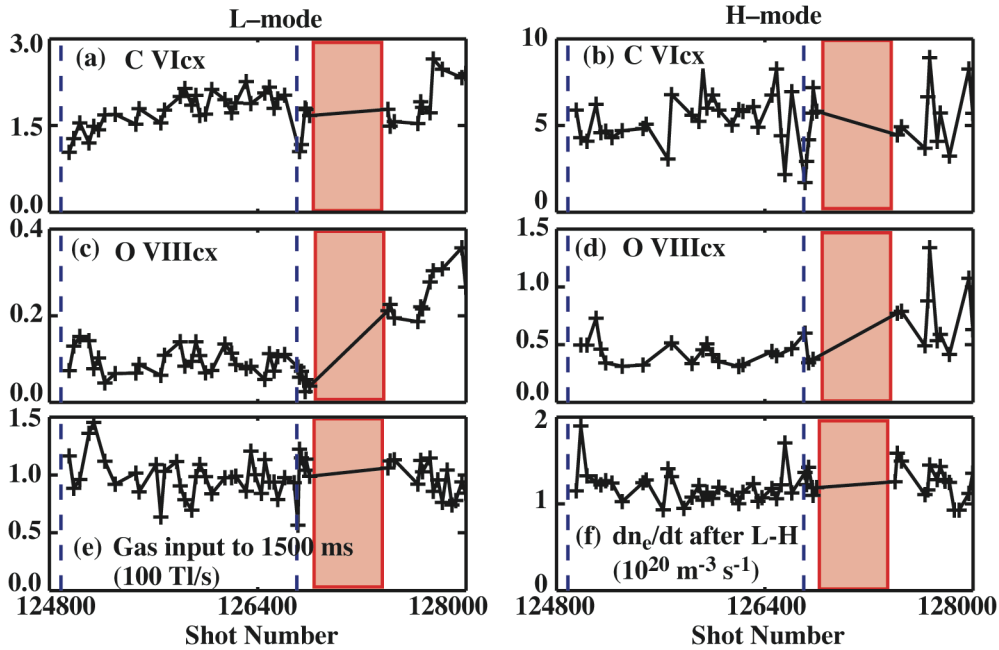 L–mode
H–mode
3.0
(a) C VIcx
1.5
0.0
10
(b) C VIcx
5
0
0.4
(c) O VIIIcx
0.2
0.0
1.5
(d) O VIIIcx
1.0
0.5
0.0
1.5
1.0
0.5
(e) Gas input to 1500 ms
(100 Tl/s)
0.0
2
1
(f) dne/dt after L-H
(10^20 m^-3 s^-1)
0
124800 126400 128000
Shot Number
124800 126400 128000
Shot Number